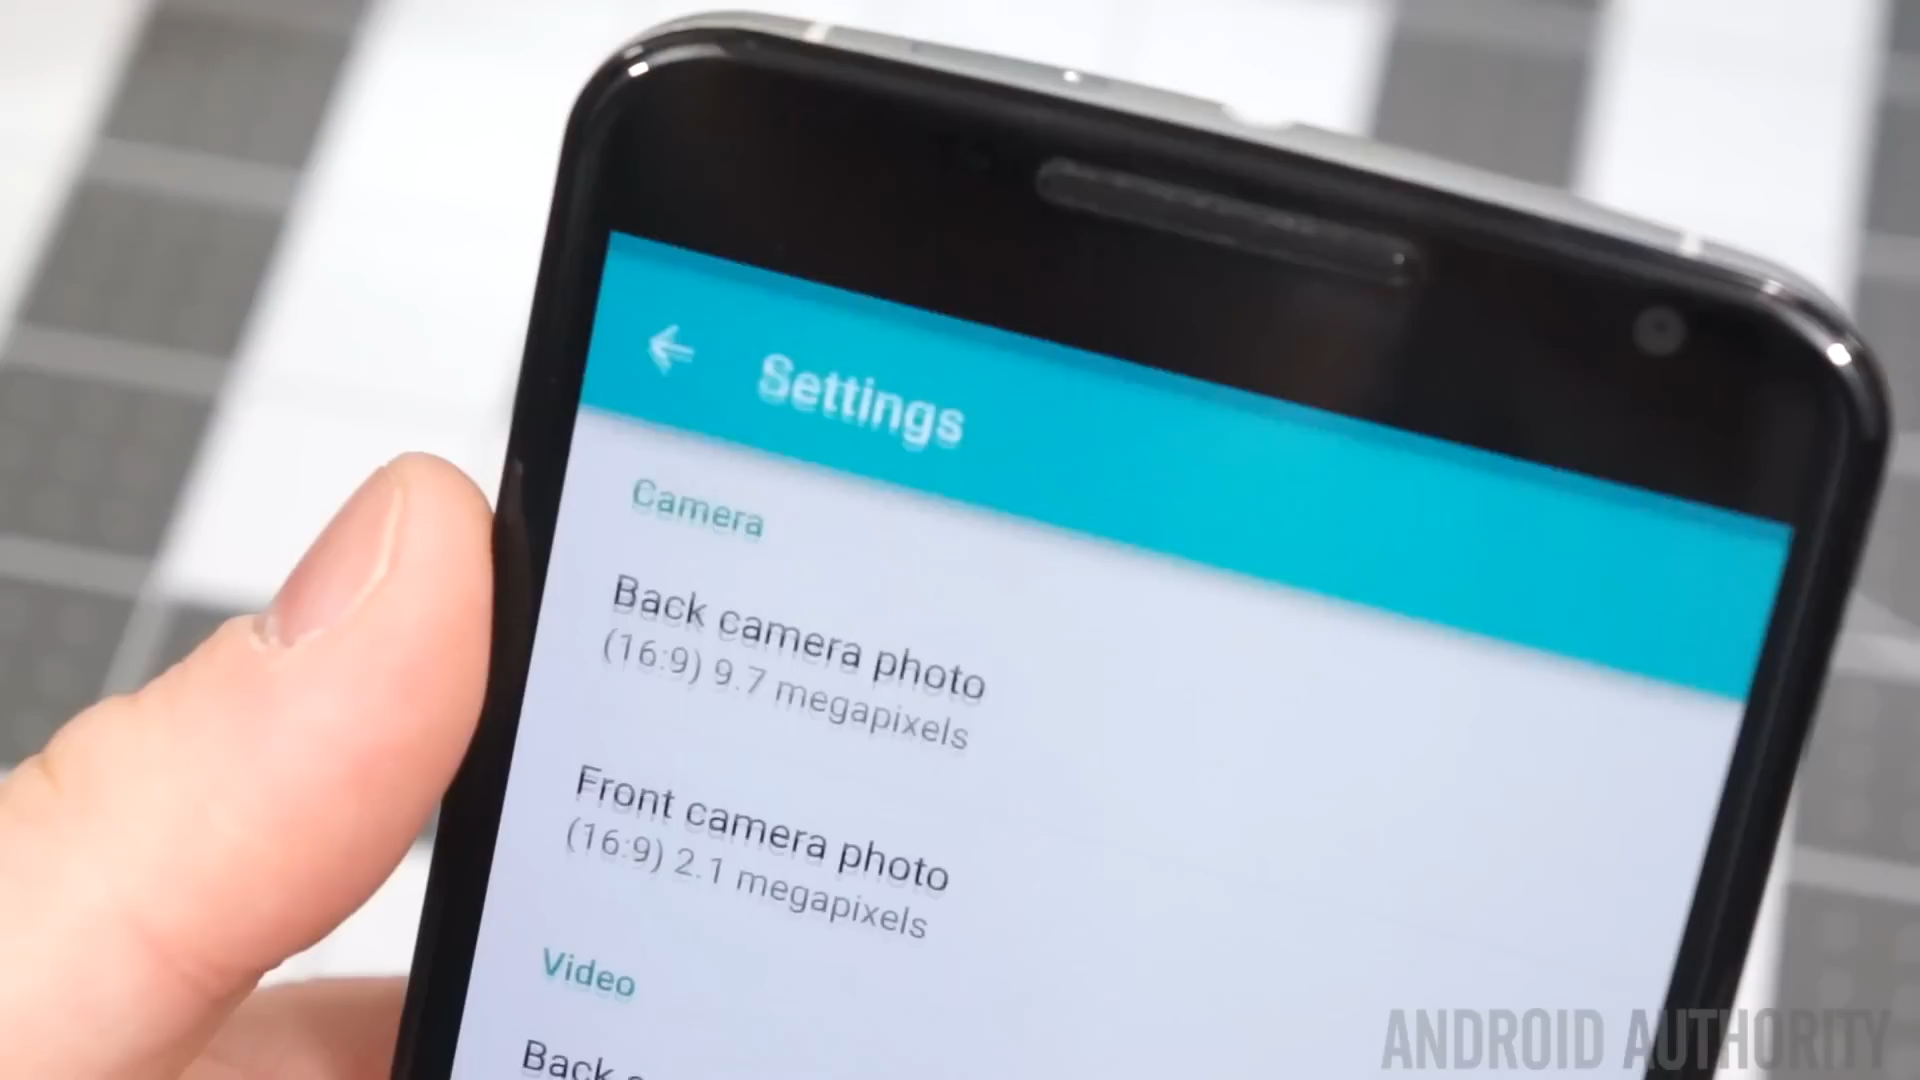 Settings
Camera
Back camera photo
(16:9) 9.7 megapixels
Front camera photo
(16:9) 2.1 megapixels
Video
Back
ANDROID AUTHORITY